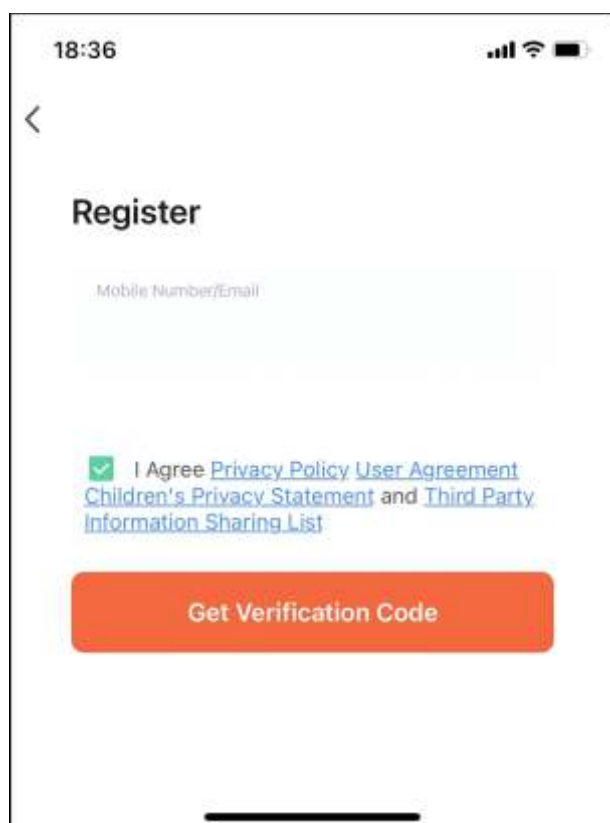 18:36
Register
Mobile Number/Email
I Agree Privacy Policy User Agreement
Children's Privacy Statement and Third Party
Information Sharing List
Get Verification Code